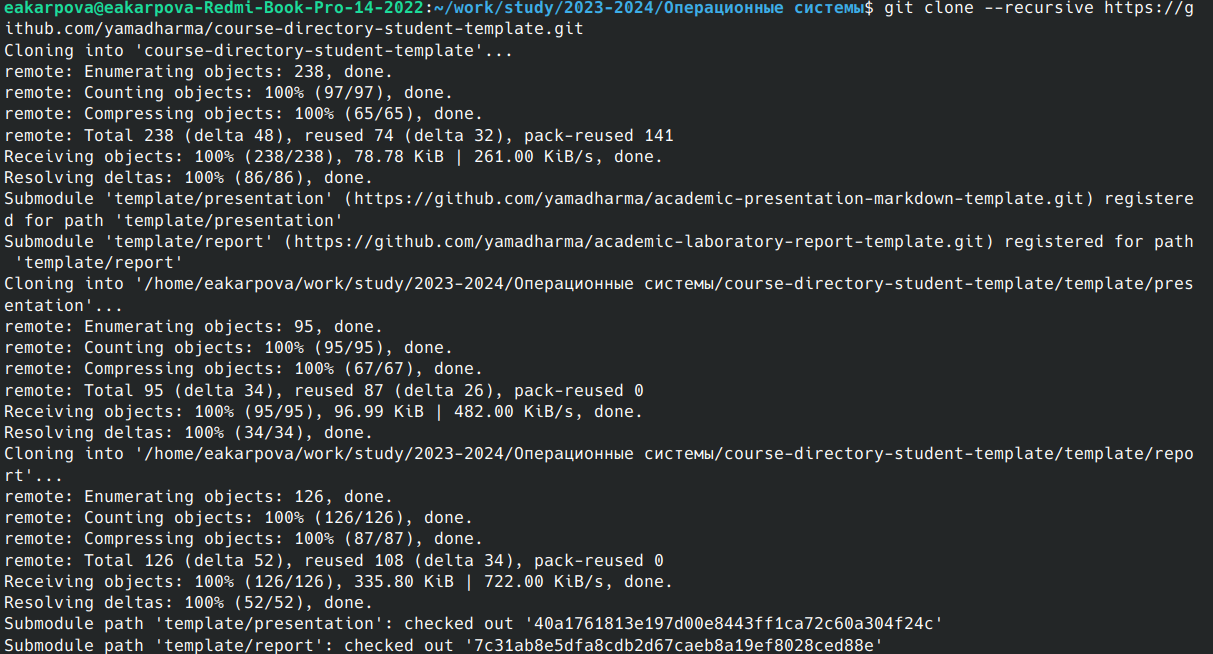 eakarpova@eakarpova-Redmi-Book-Pro-14-2022:~/work/study/2023-2024/Операционные системы$ git clone --recursive https://g
ithub.com/yamadharma/course-directory-student-template.git
Cloning into 'course-directory-student-template'...
remote: Enumerating objects: 238, done.
remote: Counting objects: 100% (97/97), done.
remote: Compressing objects: 100% (65/65), done.
remote: Total 238 (delta 48), reused 74 (delta 32), pack-reused 141
Receiving objects: 100% (238/238), 78.78 KiB | 261.00 KiB/s, done.
Resolving deltas: 100% (86/86), done.
Submodule 'template/presentation' (https://github.com/yamadharma/academic-presentation-markdown-template.git) registere
d for path 'template/presentation'
Submodule 'template/report' (https://github.com/yamadharma/academic-laboratory-report-template.git) registered for path
 'template/report'
Cloning into '/home/eakarpova/work/study/2023-2024/Операционные системы/course-directory-student-template/template/pres
entation'...
remote: Enumerating objects: 95, done.
remote: Counting objects: 100% (95/95), done.
remote: Compressing objects: 100% (67/67), done.
remote: Total 95 (delta 34), reused 87 (delta 26), pack-reused 0
Receiving objects: 100% (95/95), 96.99 KiB | 482.00 KiB/s, done.
Resolving deltas: 100% (34/34), done.
Cloning into '/home/eakarpova/work/study/2023-2024/Операционные системы/course-directory-student-template/template/repo
rt'...
remote: Enumerating objects: 126, done.
remote: Counting objects: 100% (126/126), done.
remote: Compressing objects: 100% (87/87), done.
remote: Total 126 (delta 52), reused 108 (delta 34), pack-reused 0
Receiving objects: 100% (126/126), 335.80 KiB | 722.00 KiB/s, done.
Resolving deltas: 100% (52/52), done.
Submodule path 'template/presentation': checked out '40a1761813e197d00e8443ff1ca72c60a304f24c'
Submodule path 'template/report': checked out '7c31ab8e5dfa8cdb2d67caeb8a19ef8028ced88e'